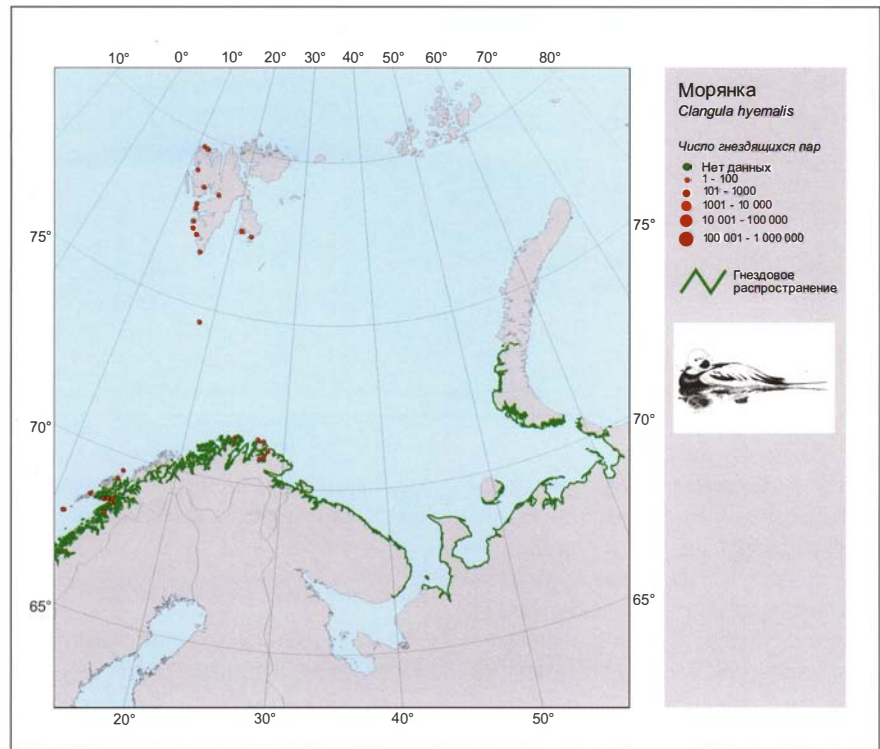 10° 0° 10° 20° 30° 40° 50° 60° 70° 80°
75°
70°
65°
75°
70°
65°
20° 30° 40° 50°
Морянка
Clangula hyemalis
Число гнездящихся пар
Нет данных
1 - 100
101 - 1000
1001 - 10 000
10 001 - 100 000
100 001 - 1 000 000
Гнездовое
распространение